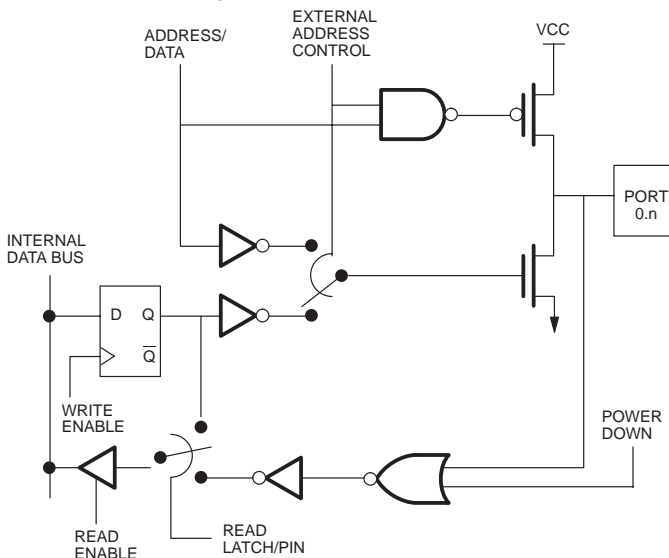 EXTERNAL
ADDRESS
CONTROL
ADDRESS/
DATA
VCC
PORT
0.n
INTERNAL
DATA BUS
D Q
Q
WRITE
ENABLE
POWER
DOWN
READ
ENABLE
READ
LATCH/PIN